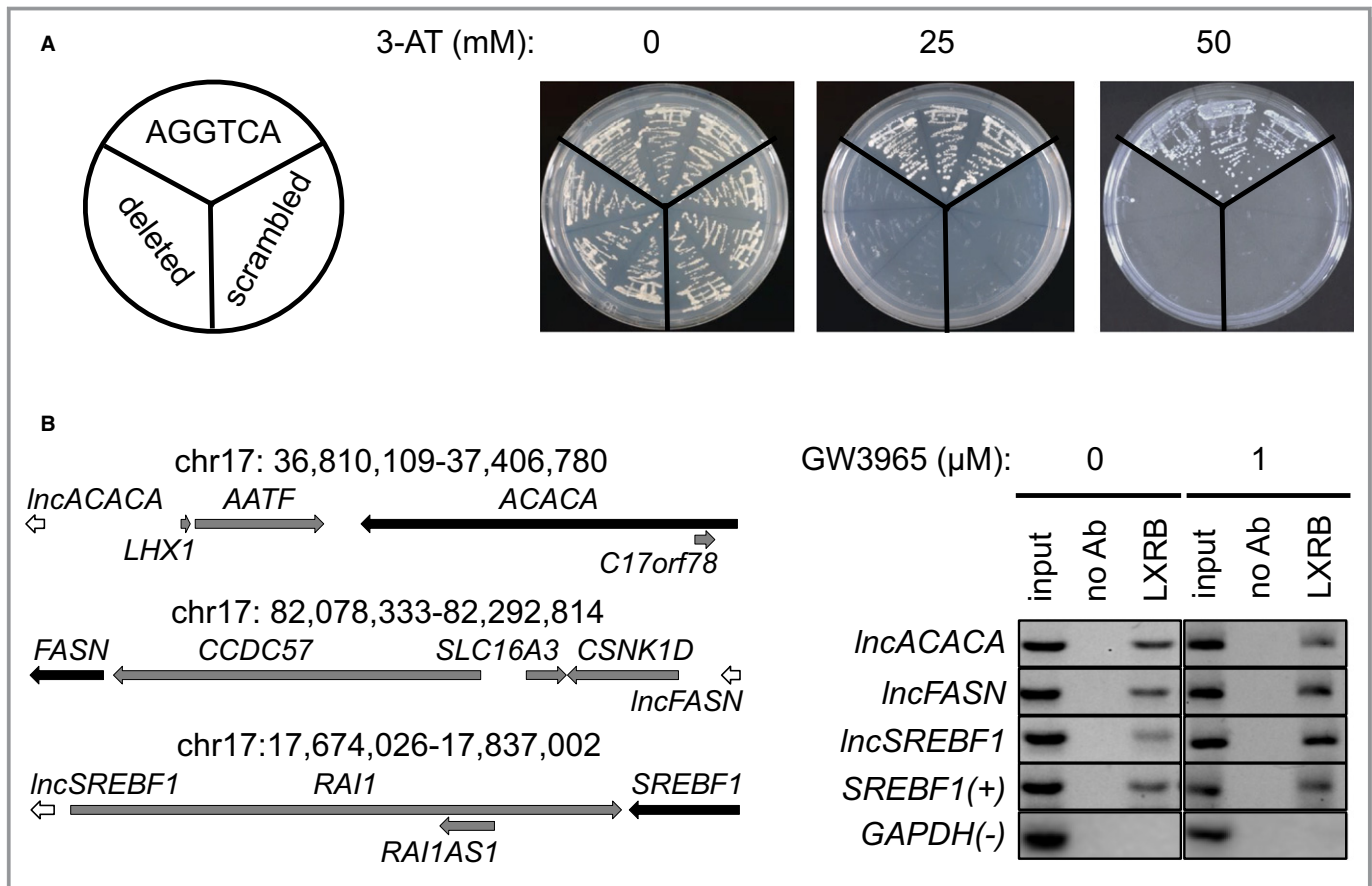 A
3-AT (mM): 0 25 50
AGGTCA
deleted
scrambled
B
chr17: 36,810,109-37,406,780
lncACACA AATF ACACA
LHX1
C17orf78
chr17: 82,078,333-82,292,814
FASN CCDC57 SLC16A3 CSNK1D
lncFASN
chr17:17,674,026-17,837,002
lncSREBF1 RAI1 SREBF1
RAI1AS1
GW3965 (µM): 0 1
input no Ab LXRB input no Ab LXRB
lncACACA
lncFASN
lncSREBF1
SREBF1(+)
GAPDH(-)